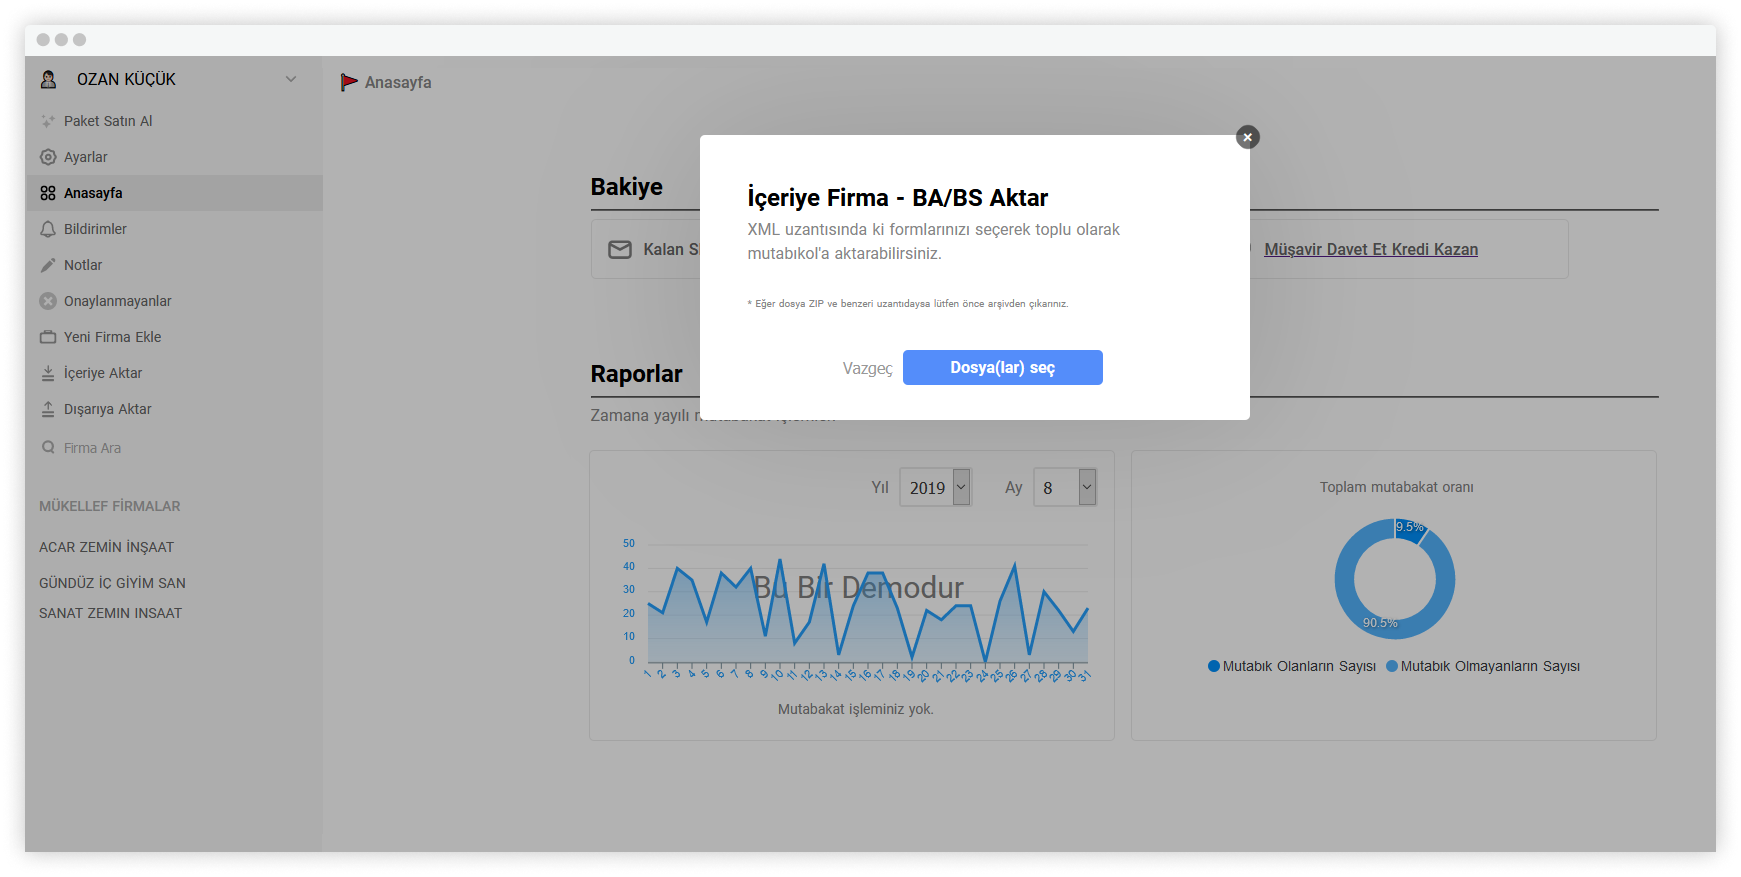 OZAN KÜÇÜK
Paket Satın Al
Ayarlar
Anasayfa
Bildirimler
Notlar
Onaylanmayanlar
Yeni Firma Ekle
İçeriye Aktar
Dışarıya Aktar
Firma Ara
MÜKELLEF FİRMALAR
ACAR ZEMİN İNŞAAT
GÜNDÜZ İÇ GİYİM SAN
SANAT ZEMIN INSAAT
Anasayfa
Bakiye
Kalan
Müşavir Davet Et Kredi Kazan
İçeriye Firma - BA/BS Aktar
XML uzantısında ki formlarınızı seçerek toplu olarak
mutabıkol'a aktarabilirsiniz.
* Eğer dosya ZIP ve benzeri uzantıdaysa lütfen önce arşivden çıkarınız.
Vazgeç
Dosya(lar) seç
Raporlar
Zamana yayılı
Yıl 2019 Ay 8
50
40
30
20
10
0
Bu Bir Demodur
1 2 3 4 5 6 7 8 9 10 11 12 13 14 15 16 17 18 19 20 21 22 23 24 25 26 27 28 29 30 31
Mutabakat işleminiz yok.
Toplam mutabakat oranı
9.5%
90.5%
Mutabık Olanların Sayısı Mutabık Olmayanların Sayısı